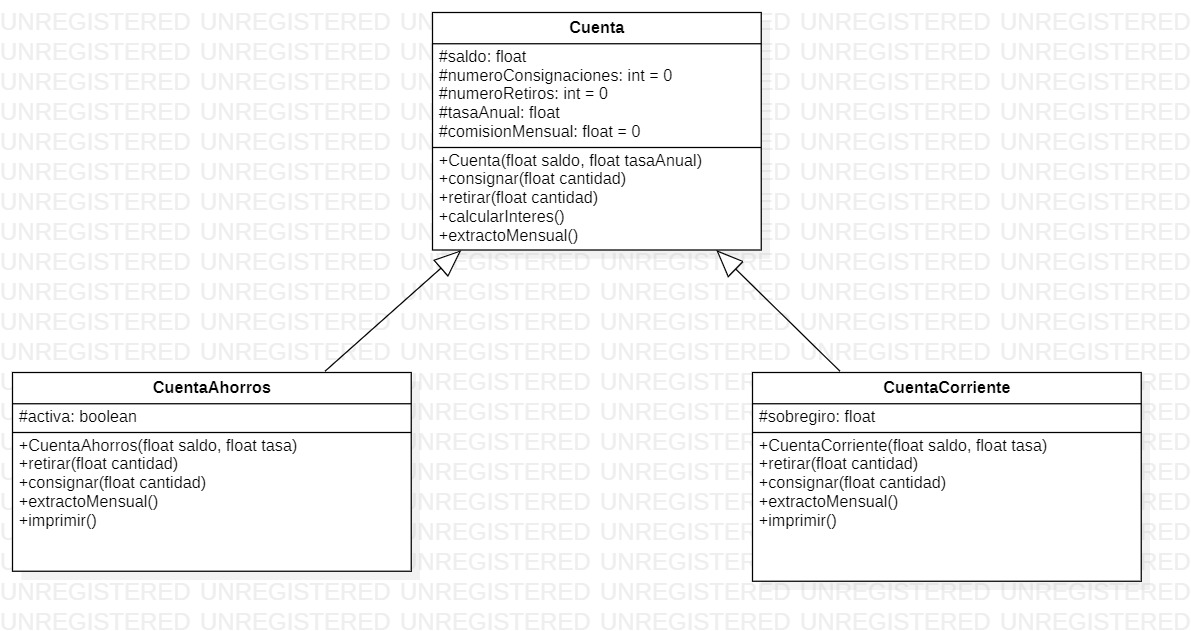 Cuenta
#saldo: float
#numeroConsignaciones: int = 0
#numeroRetiros: int = 0
#tasaAnual: float
#comisionMensual: float = 0
+Cuenta(float saldo, float tasaAnual)
+consignar(float cantidad)
+retirar(float cantidad)
+calcularInteres()
+extractoMensual()
CuentaAhorros
#activa: boolean
+CuentaAhorros(float saldo, float tasa)
+retirar(float cantidad)
+consignar(float cantidad)
+extractoMensual()
+imprimir()
CuentaCorriente
#sobregiro: float
+CuentaCorriente(float saldo, float tasa)
+retirar(float cantidad)
+consignar(float cantidad)
+extractoMensual()
+imprimir()
UNREGISTERED